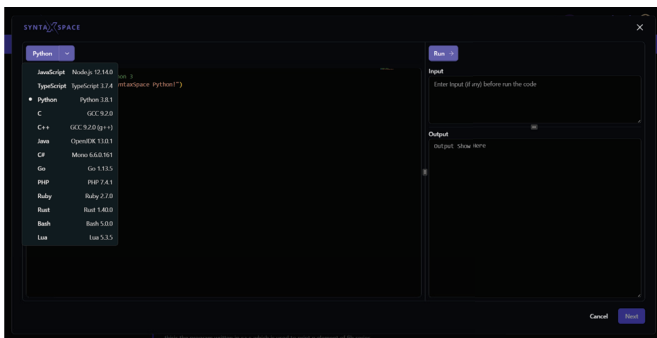 SYNTAXSPACE
Python
Run →
JavaScript Node.js 12.14.0
TypeScript TypeScript 3.7.4
Python Python 3.8.1
C GCC 9.2.0
C++ GCC 9.2.0 (g++)
Java OpenJDK 13.0.1
C# Mono 6.6.0.161
Go Go 1.13.5
PHP PHP 7.4.1
Ruby Ruby 2.7.0
Rust Rust 1.40.0
Bash Bash 5.0.0
Lua Lua 5.3.5
on 3
ntaxSpace Python!")
Input
Enter Input (if any) before run the code
Output
Output Show Here
Cancel
Next